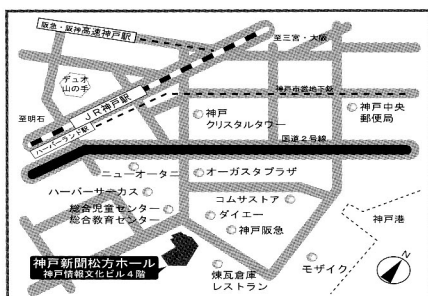 阪急・阪神高速神戸駅
至三宮・大阪
デュオ
山の手
JR神戸駅
神戸市営地下鉄
至明石
ハーバーランド駅
神戸
クリスタルタワー
神戸中央
郵便局
国道2号線
ニューオータニ
オーガスタプラザ
ハーバーサーカス
コムサストア
総合児童センター
総合教育センター
ダイエー
神戸阪急
神戸港
神戸新聞松方ホール
神戸情報文化ビル4階
煉瓦倉庫
レストラン
モザイク
N